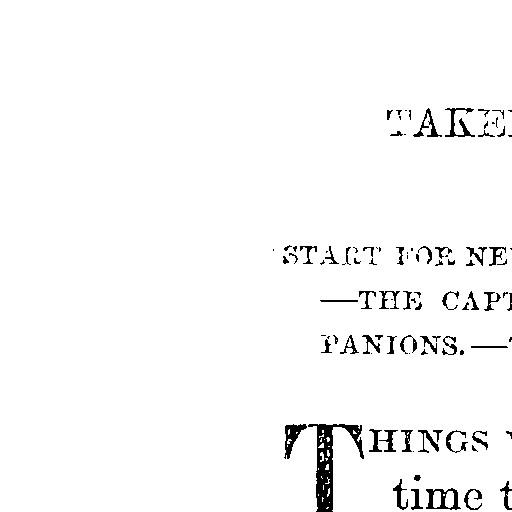 TAKE
START FOR NE
—THE CAPT
PANIONS.—
THINGS
time t